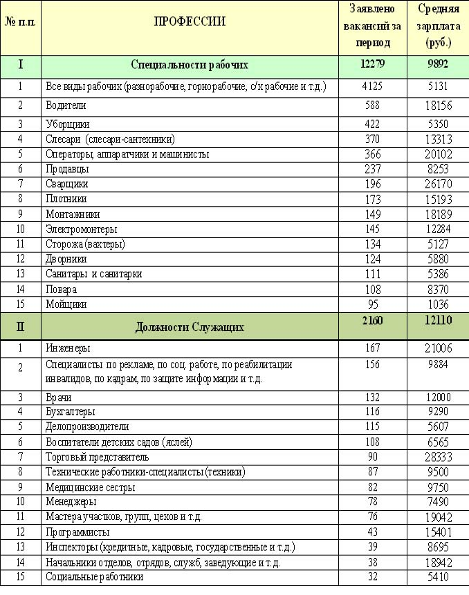 № п.п. ПРОФЕССИИ Заявлено вакансий за период Средняя зарплата (руб.)
I Специальности рабочих 12279 9892
1 Все виды рабочих (разнорабочие, горнорабочие, с/х рабочие и т.д.) 4125 5131
2 Водители 588 18156
3 Уборщики 422 5350
4 Слесари (слесари-сантехники) 370 13313
5 Операторы, аппаратчики и машинисты 366 20102
6 Продавцы 237 8253
7 Сварщики 196 26170
8 Плотники 173 15193
9 Монтажники 149 18189
10 Электромонтеры 145 12284
11 Сторожа (вахтеры) 134 5127
12 Дворники 124 5880
13 Санитары и санитарки 111 5386
14 Повара 108 8370
15 Мойщики 95 1036
II Должности Служащих 2160 12110
1 Инженеры 167 21006
2 Специалисты по рекламе, по соц. работе, по реабилитации 156 9884
инвалидов, по кадрам, по защите информации и т.д.
3 Врачи 132 12000
4 Бухгалтеры 116 9290
5 Делопроизводители 115 5607
6 Воспитатели детских садов (яслей) 108 6565
7 Торговый представитель 90 28333
8 Технические работники-специалисты (техники) 87 9500
9 Медицинские сестры 82 9750
10 Менеджеры 78 7490
11 Мастера участков, групп, цехов и т.д. 76 19042
12 Программисты 43 15401
13 Инспекторы (кредитные, кадровые, государственные и т.д.) 39 8695
14 Начальники отделов, отрядов, служб, заведующие и т.д. 38 18942
15 Социальные работники 32 5410